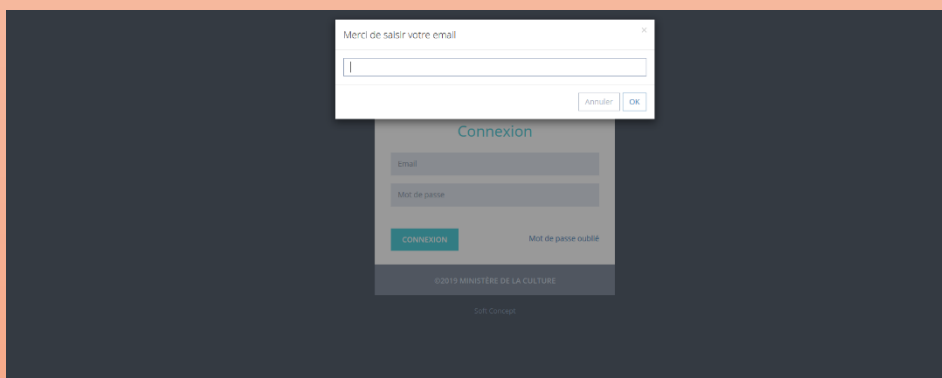 Merci de saisir votre email
×
Annuler OK
Connexion
Email
Mot de passe
CONNEXION Mot de passe oublié
©2019 MINISTÈRE DE LA CULTURE
Soft Concept